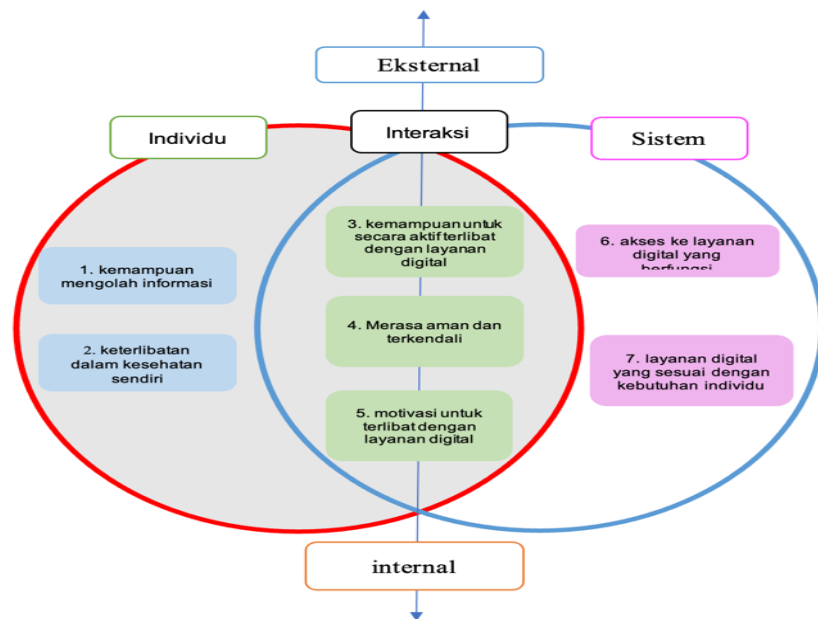 Eksternal
Individu
Interaksi
Sistem
3. kemampuan untuk
secara aktif terlibat
dengan layanan
digital
1. kemampuan
mengolah informasi
6. akses ke layanan
digital yang
berfungsi
4. Merasa aman dan
terkendali
2. keterlibatan
dalam kesehatan
sendiri
7. layanan digital
yang sesuai dengan
kebutuhan individu
5. motivasi untuk
terlibat dengan
layanan digital
internal